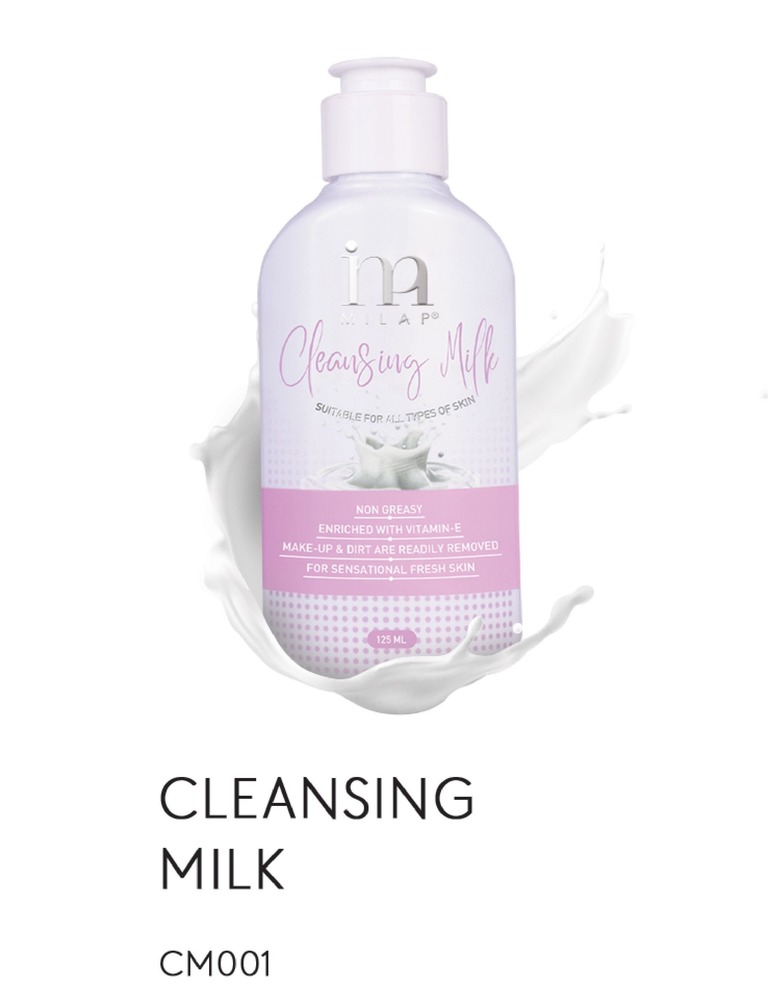 im
MILAP®
Cleansing Milk
SUITABLE FOR ALL TYPES OF SKIN
NON GREASY
ENRICHED WITH VITAMIN-E
MAKE-UP & DIRT ARE READILY REMOVED
FOR SENSATIONAL FRESH SKIN
125 ML
CLEANSING
MILK
CM001